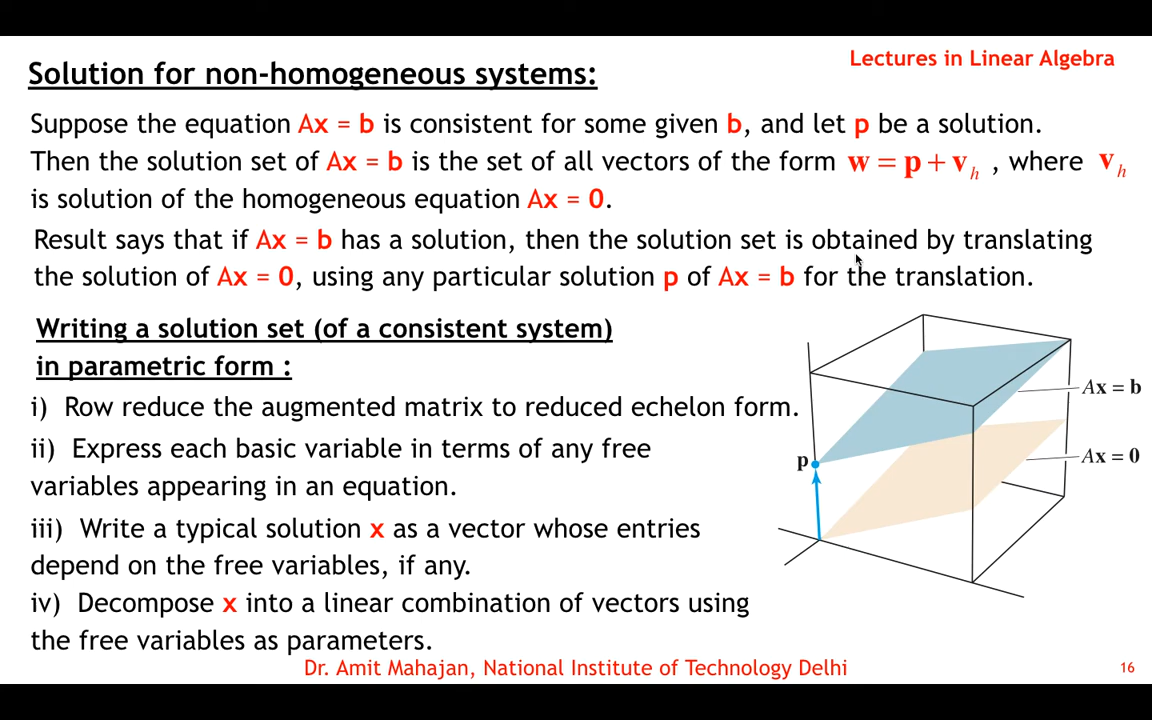 Lectures in Linear Algebra
Solution for non-homogeneous systems:
Suppose the equation Ax = b is consistent for some given b, and let p be a solution.
Then the solution set of Ax = b is the set of all vectors of the form w = p + v_h , where v_h
is solution of the homogeneous equation Ax = 0.
Result says that if Ax = b has a solution, then the solution set is obtained by translating
the solution of Ax = 0, using any particular solution p of Ax = b for the translation.
Writing a solution set (of a consistent system)
in parametric form :
i) Row reduce the augmented matrix to reduced echelon form.
ii) Express each basic variable in terms of any free
variables appearing in an equation.
iii) Write a typical solution x as a vector whose entries
depend on the free variables, if any.
iv) Decompose x into a linear combination of vectors using
the free variables as parameters.
Ax = b
p
Ax = 0
Dr. Amit Mahajan, National Institute of Technology Delhi
16